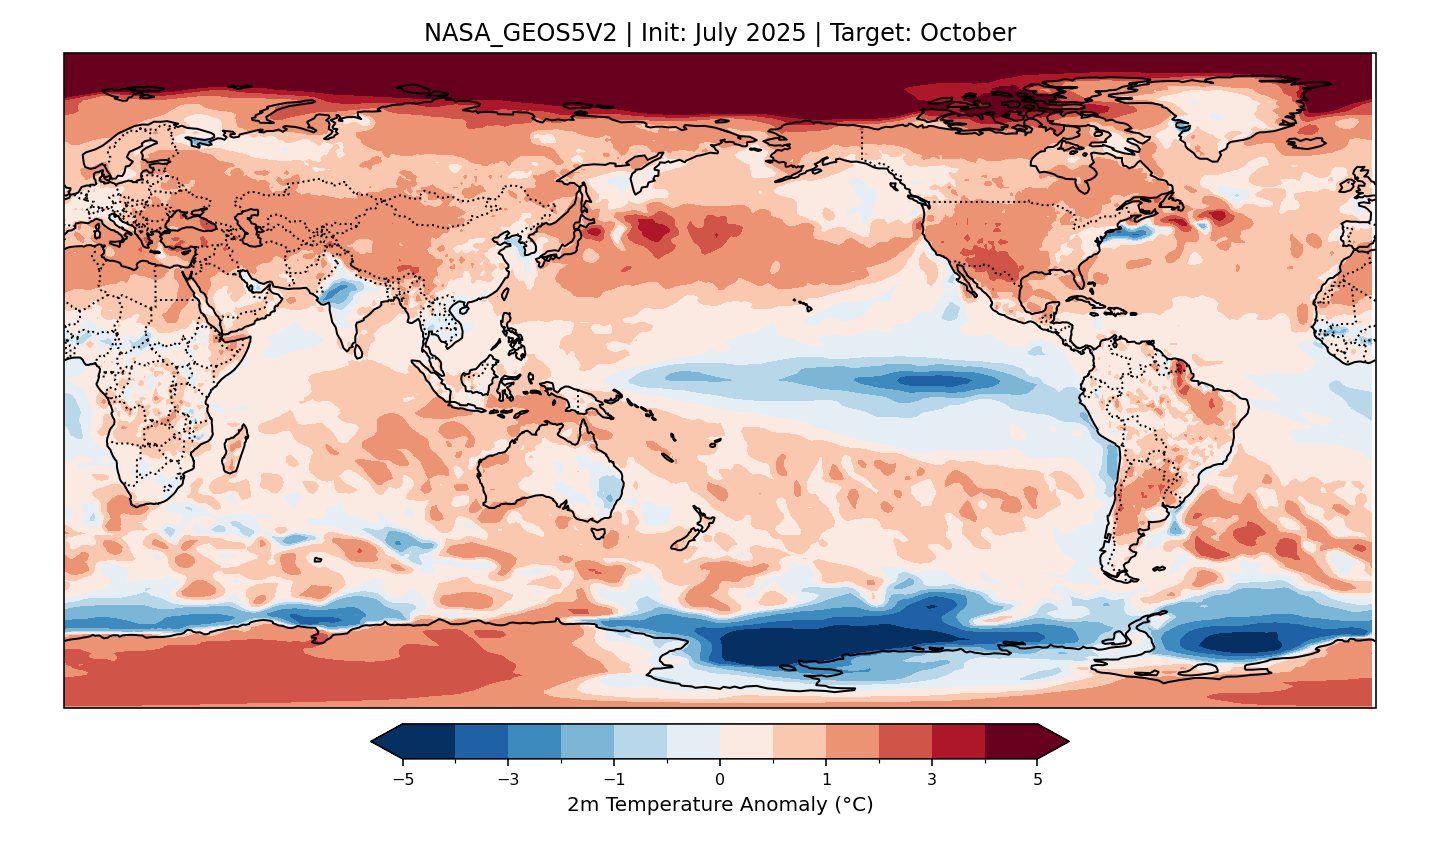 NASA_GEOS5V2 | Init: July 2025 | Target: October
−5 −3 −1 0 1 3 5
2m Temperature Anomaly (°C)